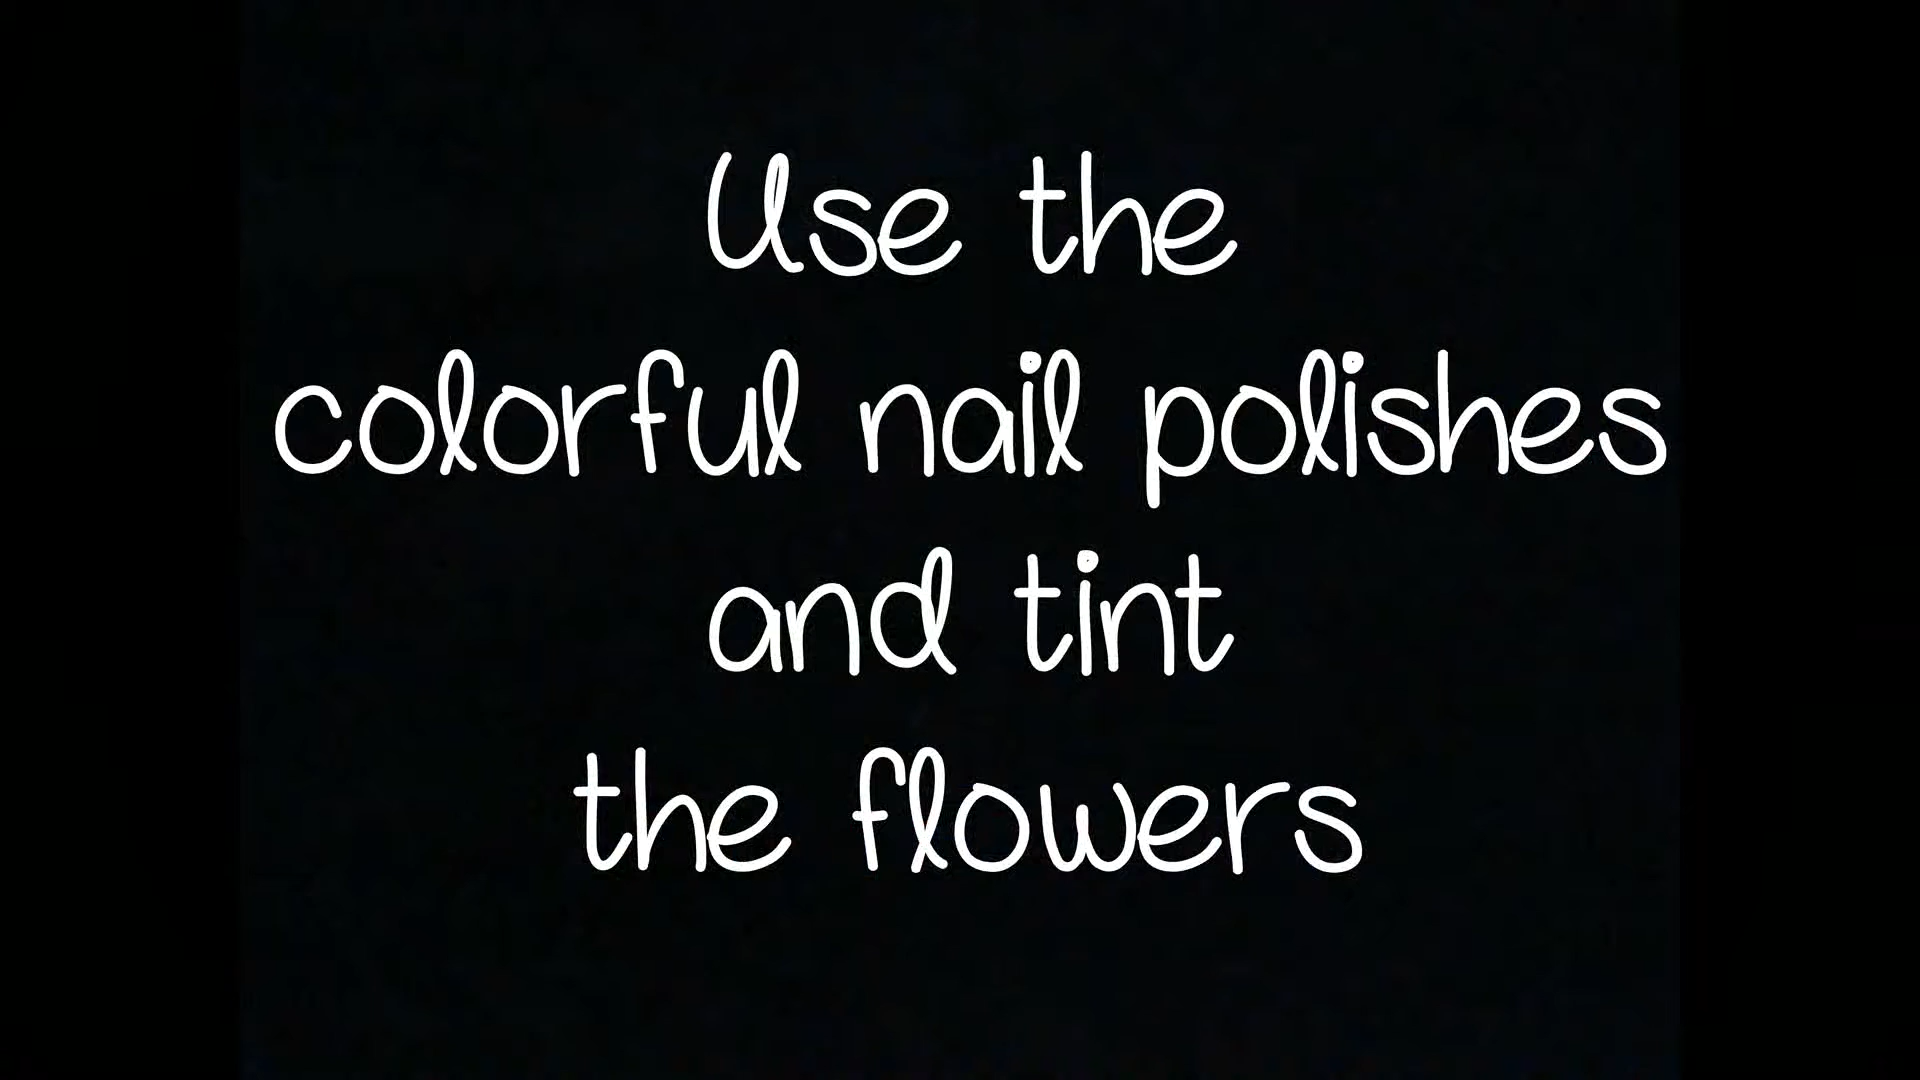 Use the
colorful nail polishes
and tint
the flowers